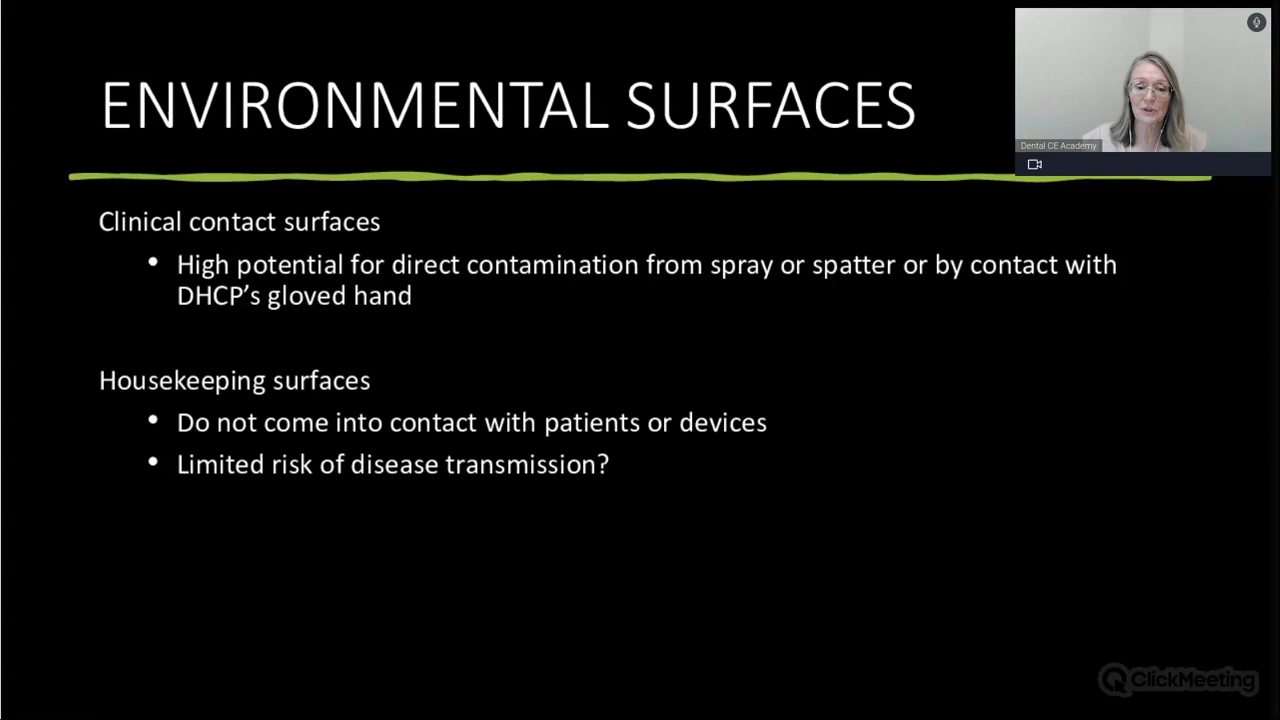 ENVIRONMENTAL SURFACES
Dental CE Academy
Clinical contact surfaces
• High potential for direct contamination from spray or spatter or by contact with
DHCP’s gloved hand
Housekeeping surfaces
• Do not come into contact with patients or devices
• Limited risk of disease transmission?
ClickMeeting